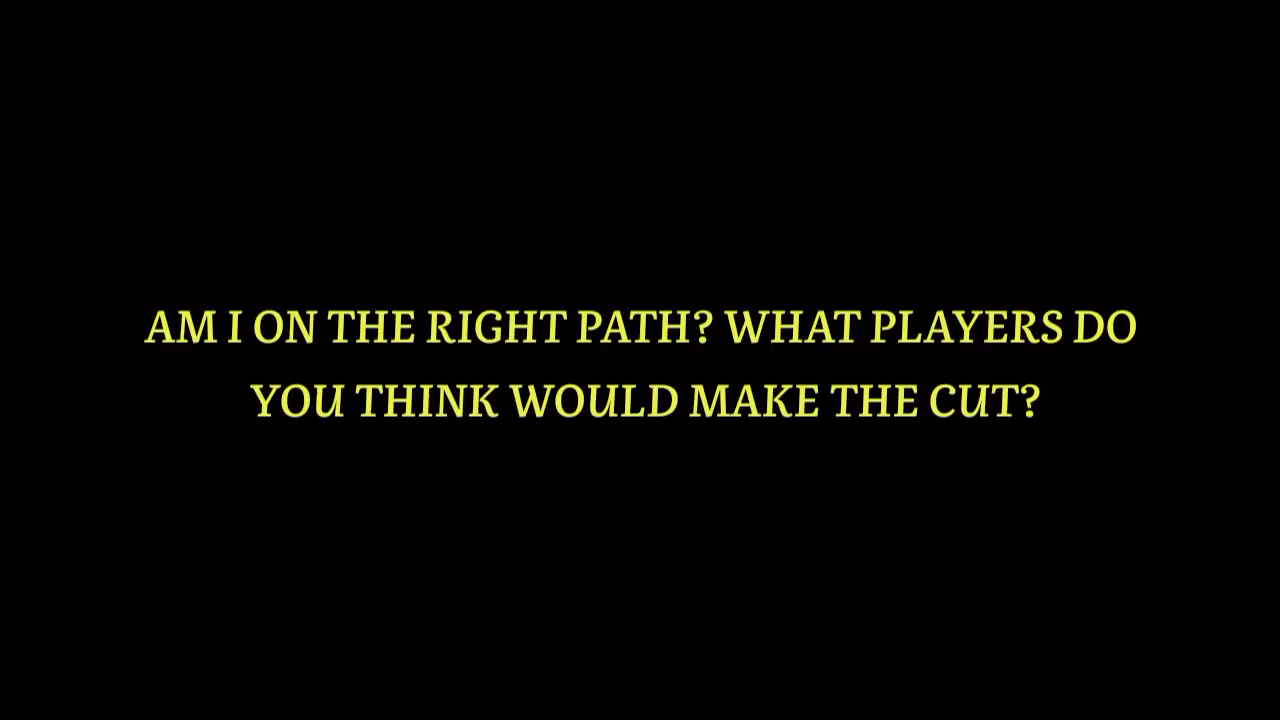 AM I ON THE RIGHT PATH? WHAT PLAYERS DO
YOU THINK WOULD MAKE THE CUT?